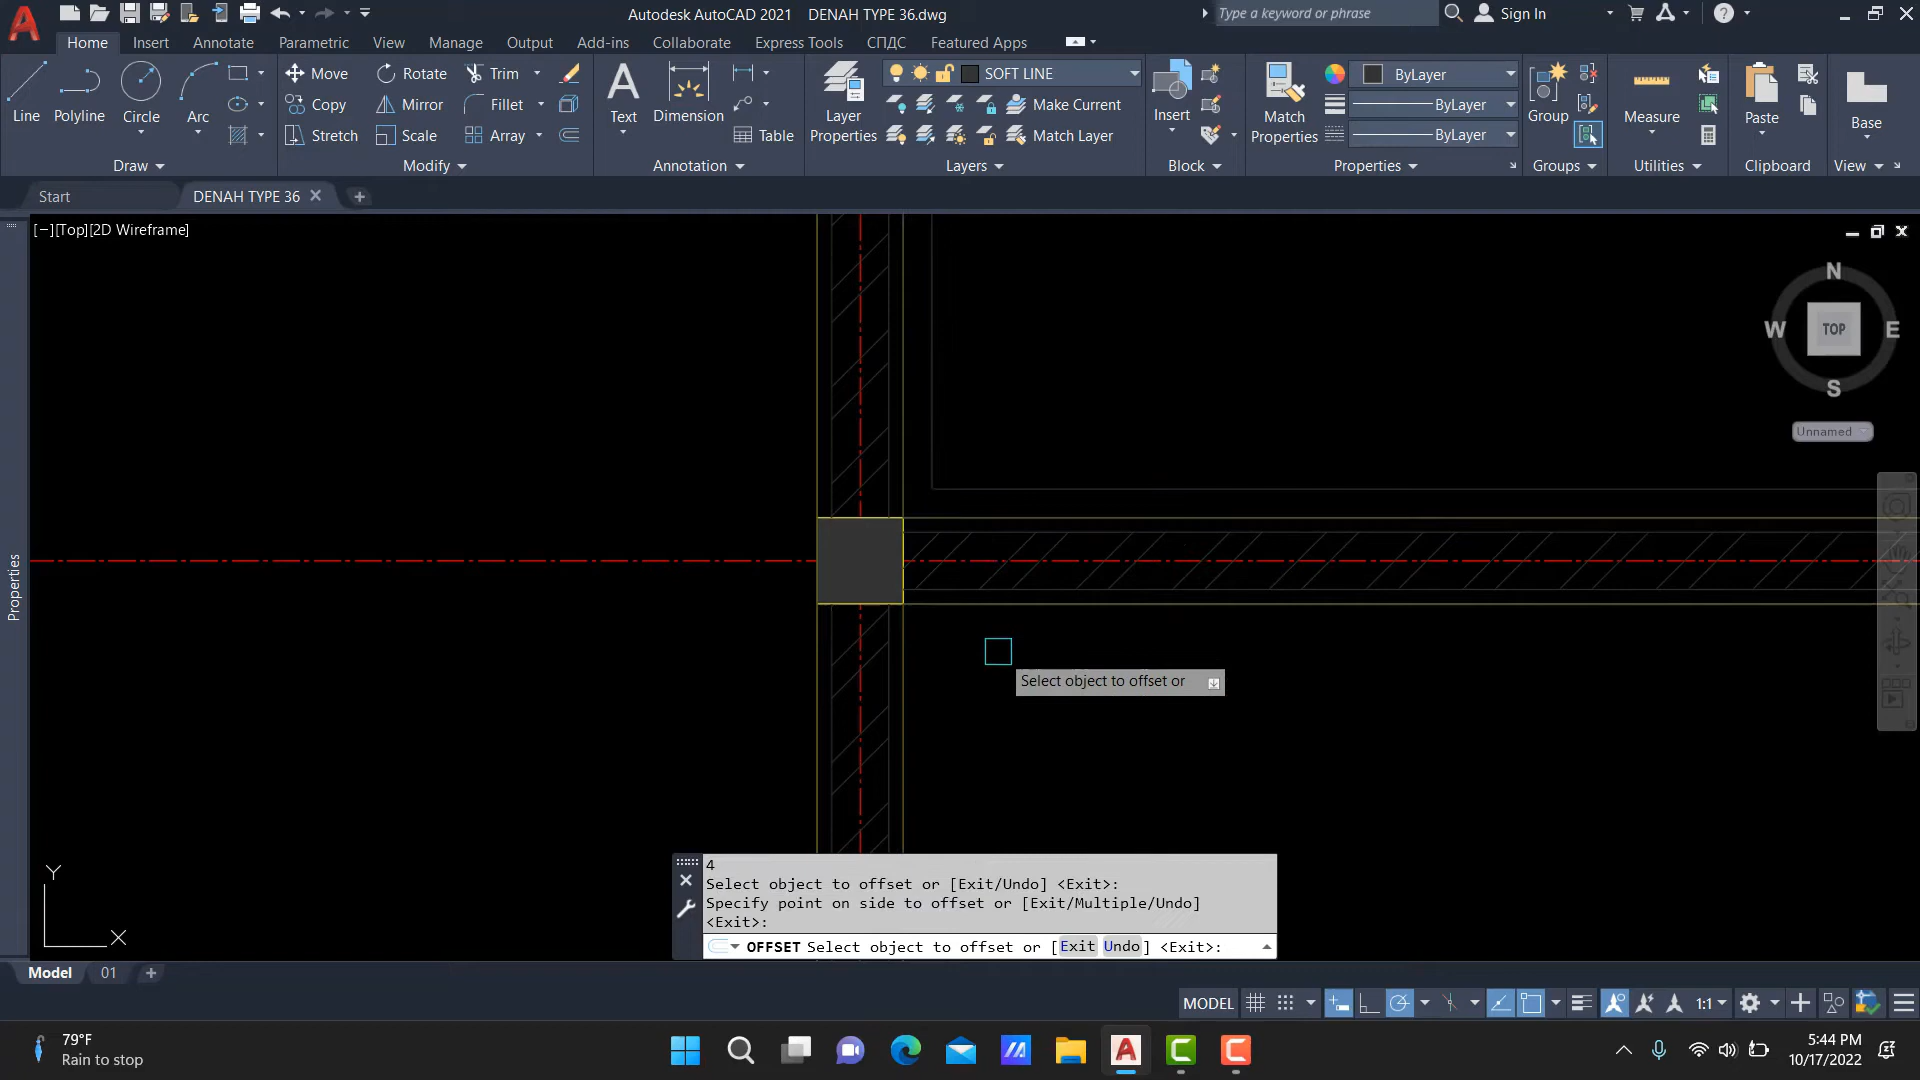 Autodesk AutoCAD 2021 DENAH TYPE 36.dwg
Type a keyword or phrase
Sign In
Home Insert Annotate Parametric View Manage Output Add-ins Collaborate Express Tools СПДС Featured Apps
Line
Polyline
Circle
Arc
Draw
Move Rotate Trim
Copy Mirror Fillet
Stretch Scale Array
Modify
Text
Dimension
Table
Annotation
Layer
Properties
SOFT LINE
Make Current
Match Layer
Layers
Insert
Block
Match
Properties
ByLayer
ByLayer
ByLayer
Properties
Group
Groups
Measure
Utilities
Paste
Clipboard
Base
View
Start
DENAH TYPE 36
[−][Top][2D Wireframe]
N
W TOP E
S
Unnamed
Properties
Select object to offset or
Y
X
4
Select object to offset or [Exit/Undo] <Exit>:
Specify point on side to offset or [Exit/Multiple/Undo]
<Exit>:
OFFSET Select object to offset or [Exit Undo] <Exit>:
Model 01
MODEL
1:1
79°F
Rain to stop
5:44 PM
10/17/2022